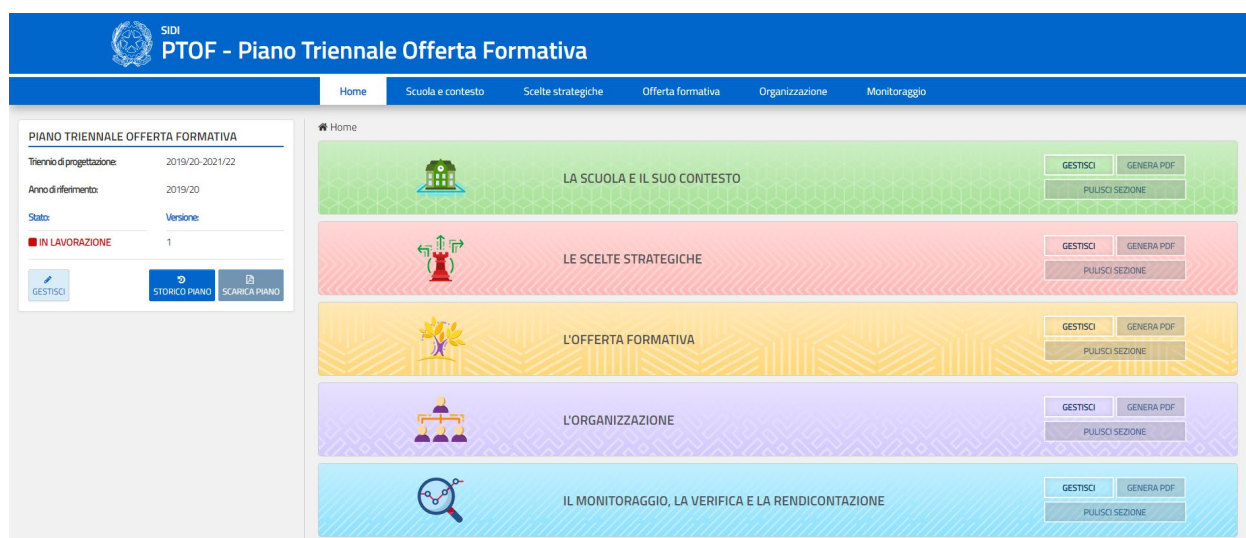 SIDI
PTOF - Piano Triennale Offerta Formativa
Home Scuola e contesto Scelte strategiche Offerta formativa Organizzazione Monitoraggio
PIANO TRIENNALE OFFERTA FORMATIVA
Triennio di progettazione: 2019/20-2021/22
Anno di riferimento: 2019/20
Stato: Versione:
IN LAVORAZIONE 1
GESTISCI STORICO PIANO SCARICA PIANO
Home
LA SCUOLA E IL SUO CONTESTO
GESTISCI GENERA PDF
PULISCI SEZIONE
LE SCELTE STRATEGICHE
GESTISCI GENERA PDF
PULISCI SEZIONE
L'OFFERTA FORMATIVA
GESTISCI GENERA PDF
PULISCI SEZIONE
L'ORGANIZZAZIONE
GESTISCI GENERA PDF
PULISCI SEZIONE
IL MONITORAGGIO, LA VERIFICA E LA RENDICONTAZIONE
GESTISCI GENERA PDF
PULISCI SEZIONE